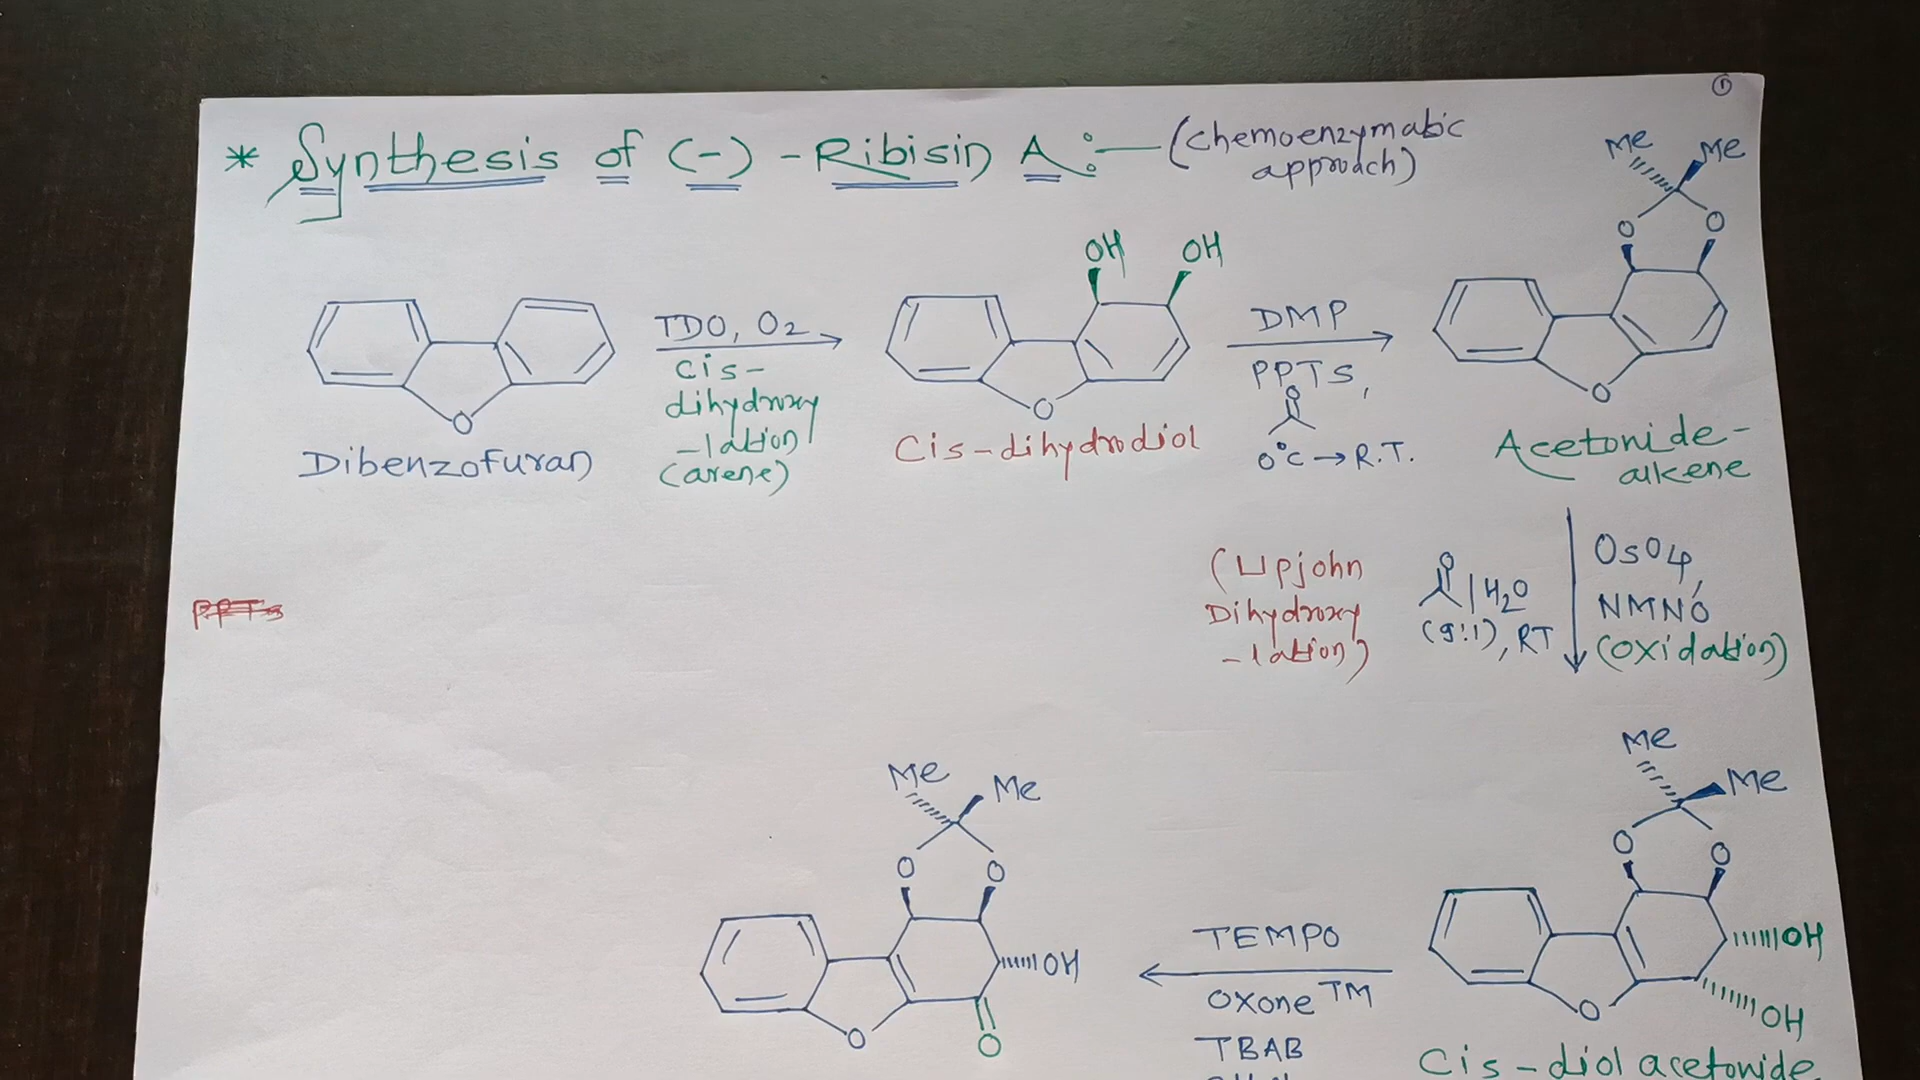 ①
* Synthesis of (-)-Ribisin A :— (Chemoenzymatic
approach)
Me Me
O O
OH OH
TDO, O2
Cis-
dihydroxy
-lation
(arene)
DMP
PPTS,
O
0°C → R.T.
O
O
O
Dibenzofuran
Cis-dihydrodiol
Acetonide-
alkene
(Upjohn
Dihydroxy
-lation)
O
/H2O
(9:1), RT
OsO4,
NMNO
(oxidation)
PPTS
Me Me
O O
OH
O
O
TEMPO
Oxone TM
TBAB
Me Me
O O
OH
OH
O
Cis-diol acetonide